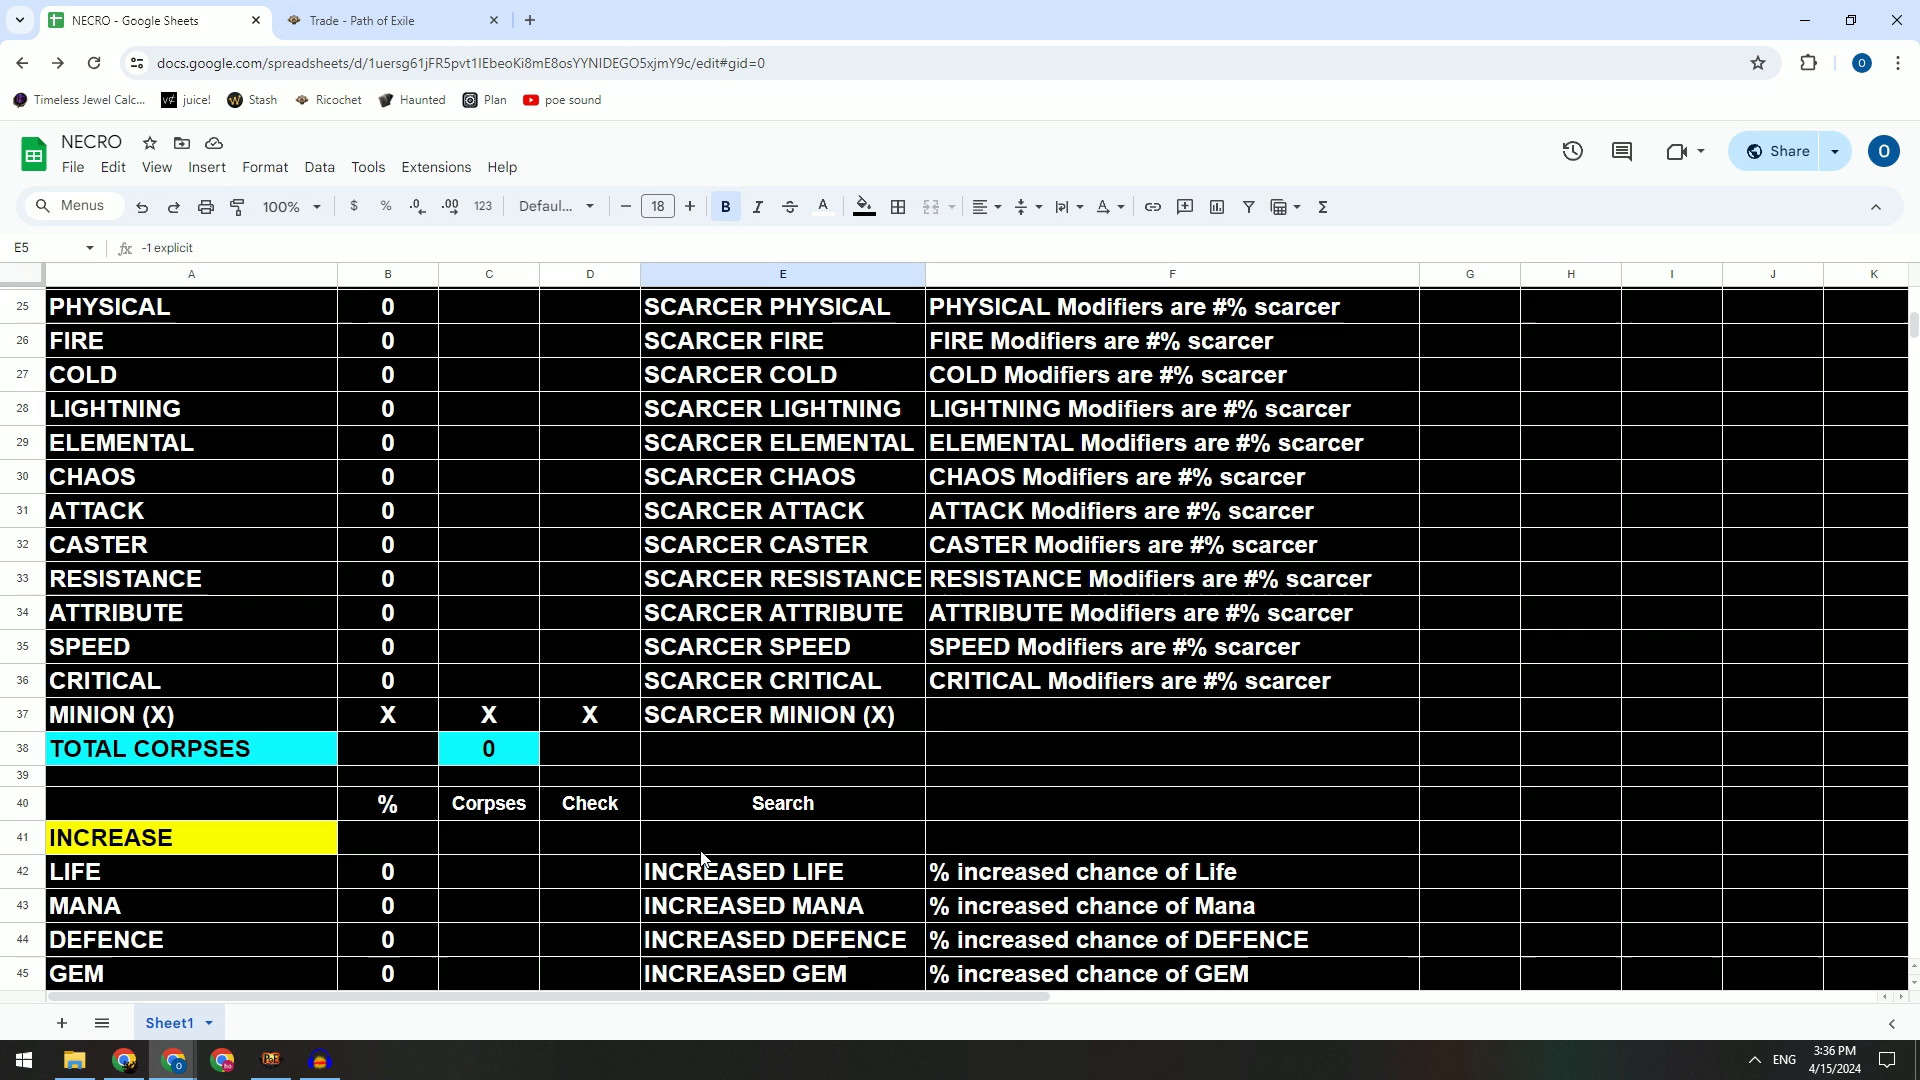 NECRO - Google Sheets
Trade - Path of Exile
docs.google.com/spreadsheets/d/1uersg61jFR5pvt1IEbeoKi8mE8osYYNIDEGO5xjmY9c/edit#gid=0
Timeless Jewel Calc... juice! Stash Ricochet Haunted Plan poe sound
NECRO
File Edit View Insert Format Data Tools Extensions Help
Share
Menus 100% $ % .0 .00 123 Defaul... 18 B I A
E5 fx -1 explicit
A B C D E F G H I J K
25 PHYSICAL 0 SCARCER PHYSICAL PHYSICAL Modifiers are #% scarcer
26 FIRE 0 SCARCER FIRE FIRE Modifiers are #% scarcer
27 COLD 0 SCARCER COLD COLD Modifiers are #% scarcer
28 LIGHTNING 0 SCARCER LIGHTNING LIGHTNING Modifiers are #% scarcer
29 ELEMENTAL 0 SCARCER ELEMENTAL ELEMENTAL Modifiers are #% scarcer
30 CHAOS 0 SCARCER CHAOS CHAOS Modifiers are #% scarcer
31 ATTACK 0 SCARCER ATTACK ATTACK Modifiers are #% scarcer
32 CASTER 0 SCARCER CASTER CASTER Modifiers are #% scarcer
33 RESISTANCE 0 SCARCER RESISTANCE RESISTANCE Modifiers are #% scarcer
34 ATTRIBUTE 0 SCARCER ATTRIBUTE ATTRIBUTE Modifiers are #% scarcer
35 SPEED 0 SCARCER SPEED SPEED Modifiers are #% scarcer
36 CRITICAL 0 SCARCER CRITICAL CRITICAL Modifiers are #% scarcer
37 MINION (X) X X X SCARCER MINION (X)
38 TOTAL CORPSES 0
39
40 % Corpses Check Search
41 INCREASE
42 LIFE 0 INCREASED LIFE % increased chance of Life
43 MANA 0 INCREASED MANA % increased chance of Mana
44 DEFENCE 0 INCREASED DEFENCE % increased chance of DEFENCE
45 GEM 0 INCREASED GEM % increased chance of GEM
Sheet1
ENG 3:36 PM
4/15/2024